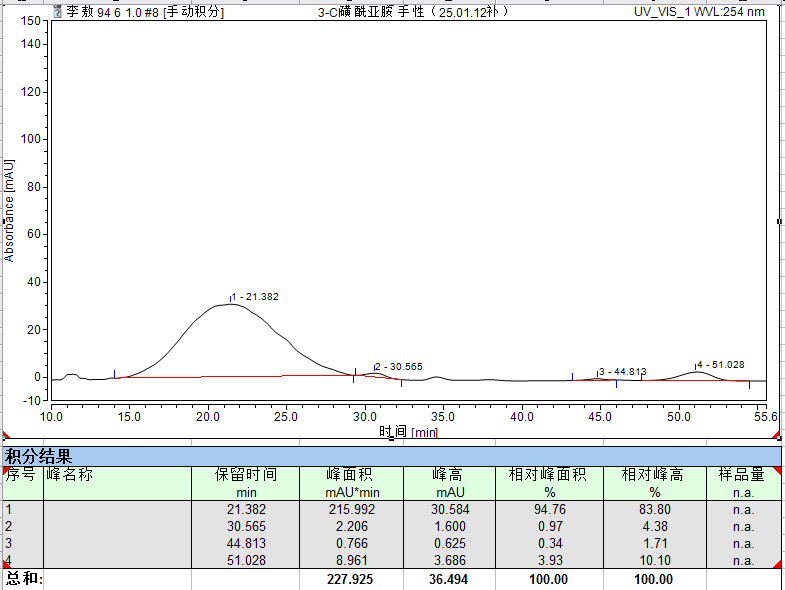 李敖 94 6 1.0 #8 [手动积分] 3-C磺酰亚胺 手性（25.01.12补） UV_VIS_1 WVL:254 nm
150
140
120
100
80
60
40
20
0
-10
Absorbance [mAU]
1 - 21.382
2 - 30.565
3 - 44.813
4 - 51.028
10.0 15.0 20.0 25.0 30.0 35.0 40.0 45.0 50.0 55.6
时间 [min]
积分结果
序号 峰名称 保留时间 峰面积 峰高 相对峰面积 相对峰高 样品量
min mAU*min mAU % % n.a.
1 21.382 215.992 30.584 94.76 83.80 n.a.
2 30.565 2.206 1.600 0.97 4.38 n.a.
3 44.813 0.766 0.625 0.34 1.71 n.a.
4 51.028 8.961 3.686 3.93 10.10 n.a.
总和: 227.925 36.494 100.00 100.00